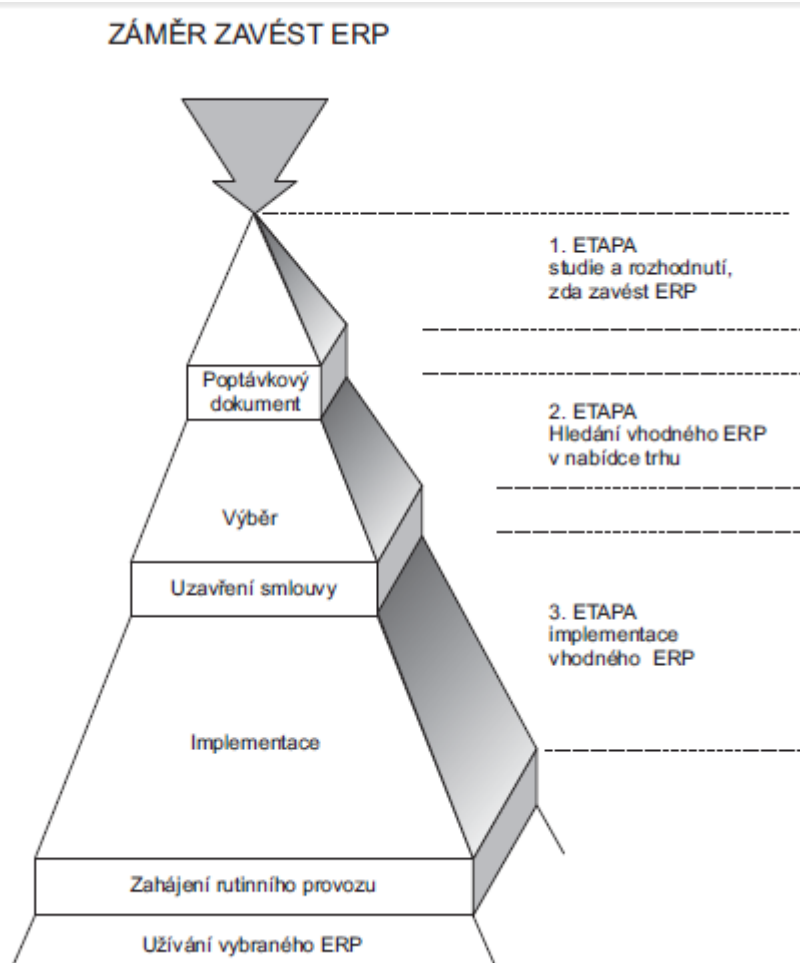 ZÁMĚR ZAVÉST ERP
1. ETAPA
studie a rozhodnutí,
zda zavést ERP
Poptávkový
dokument
2. ETAPA
Hledání vhodného ERP
v nabídce trhu
Výběr
Uzavření smlouvy
3. ETAPA
implementace
vhodného ERP
Implementace
Zahájení rutinního provozu
Užívání vybraného ERP